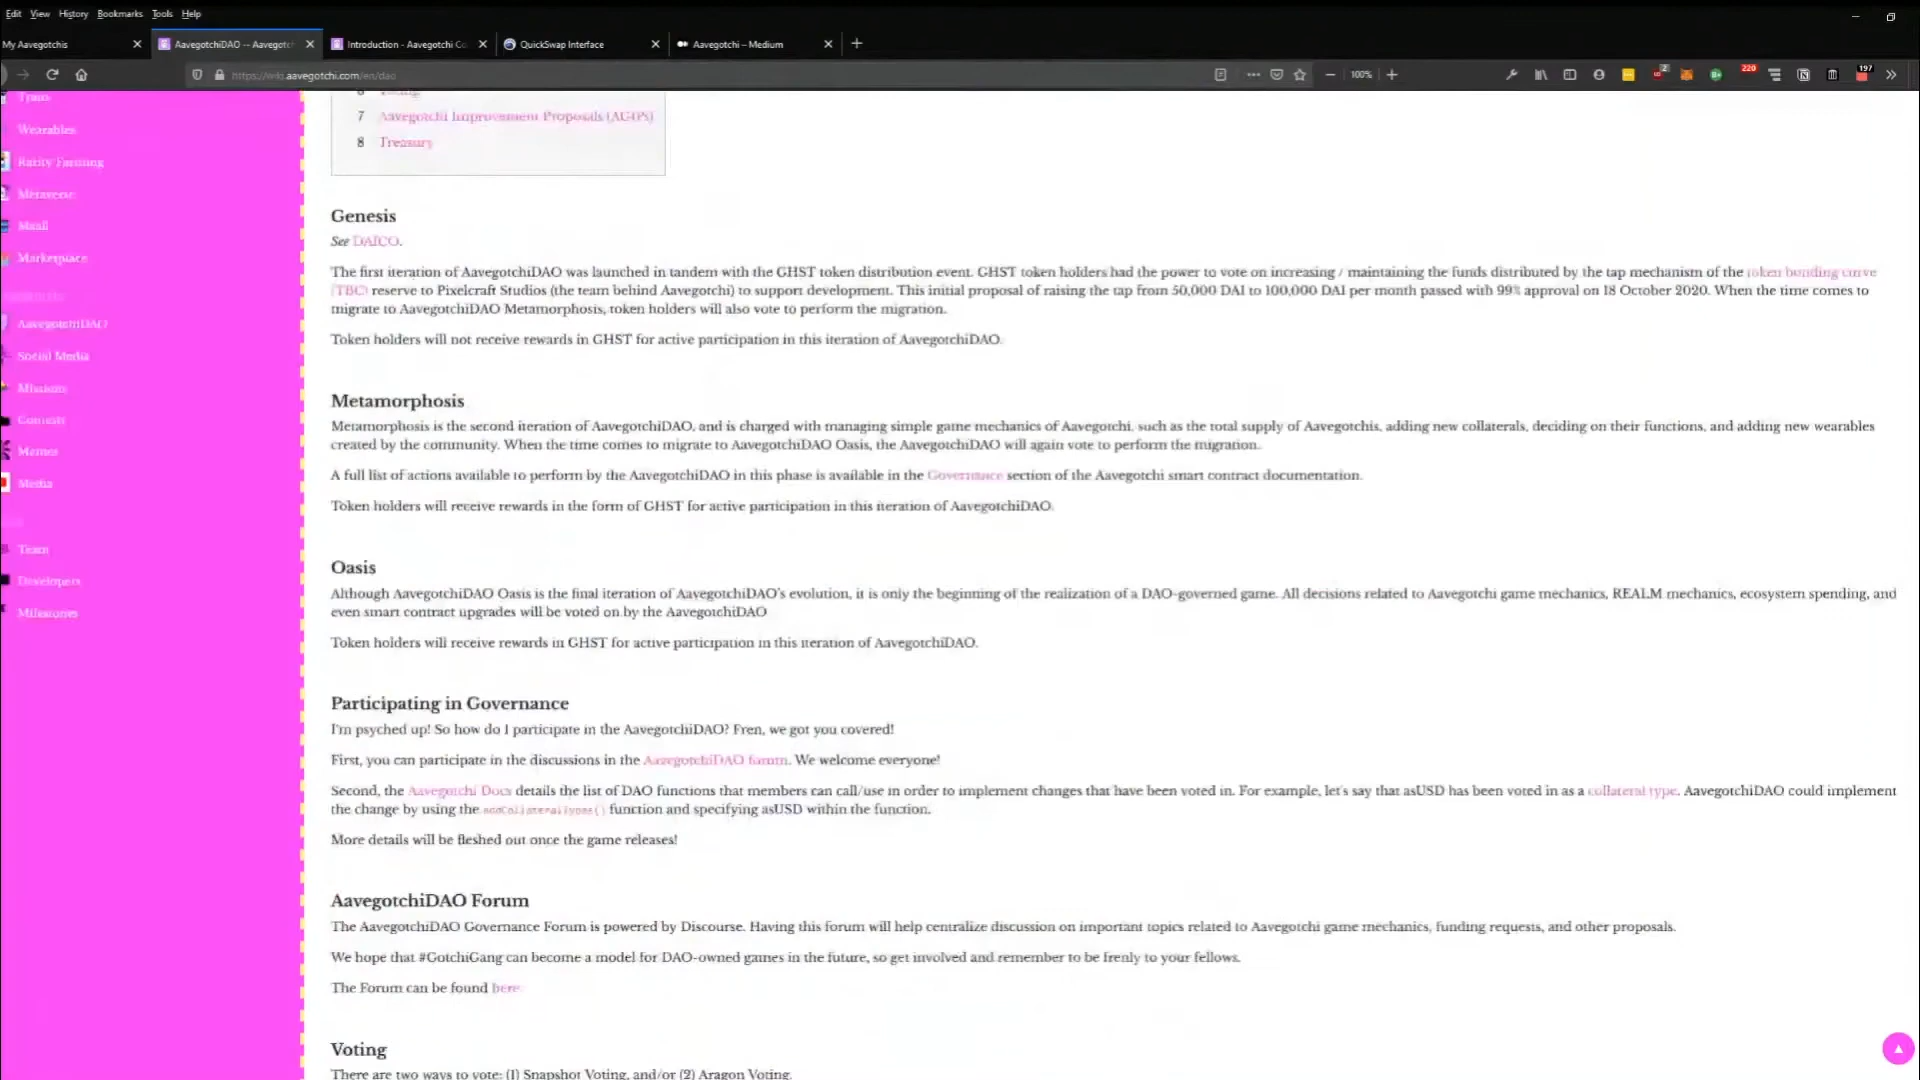 Edit View History Bookmarks Tools Help
My Aavegotchis
AavegotchiDAO -- Aavegotc
Introduction - Aavegotchi Co
QuickSwap Interface
Aavegotchi – Medium
https://wiki.aavegotchi.com/en/dao
100%
2
220
197
Traits
Wearables
Rarity Farming
Metaverse
Maall
Marketplace
AavegotchiDAO
Social Media
Missions
Contests
Memes
Media
Team
Developers
Milestones
6 Voting
7 Aavegotchi Improvement Proposals (AGIPS)
8 Treasury
Genesis
See DAICO.
The first iteration of AavegotchiDAO was launched in tandem with the GHST token distribution event. GHST token holders had the power to vote on increasing / maintaining the funds distributed by the tap mechanism of the token bonding curve
(TBC) reserve to Pixelcraft Studios (the team behind Aavegotchi) to support development. This initial proposal of raising the tap from 50,000 DAI to 100,000 DAI per month passed with 99% approval on 18 October 2020. When the time comes to
migrate to AavegotchiDAO Metamorphosis, token holders will also vote to perform the migration.
Token holders will not receive rewards in GHST for active participation in this iteration of AavegotchiDAO.
Metamorphosis
Metamorphosis is the second iteration of AavegotchiDAO, and is charged with managing simple game mechanics of Aavegotchi, such as the total supply of Aavegotchis, adding new collaterals, deciding on their functions, and adding new wearables
created by the community. When the time comes to migrate to AavegotchiDAO Oasis, the AavegotchiDAO will again vote to perform the migration.
A full list of actions available to perform by the AavegotchiDAO in this phase is available in the Governance section of the Aavegotchi smart contract documentation.
Token holders will receive rewards in the form of GHST for active participation in this iteration of AavegotchiDAO.
Oasis
Although AavegotchiDAO Oasis is the final iteration of AavegotchiDAO's evolution, it is only the beginning of the realization of a DAO-governed game. All decisions related to Aavegotchi game mechanics, REALM mechanics, ecosystem spending, and
even smart contract upgrades will be voted on by the AavegotchiDAO
Token holders will receive rewards in GHST for active participation in this iteration of AavegotchiDAO.
Participating in Governance
I'm psyched up! So how do I participate in the AavegotchiDAO? Fren, we got you covered!
First, you can participate in the discussions in the AavegotchiDAO forum. We welcome everyone!
Second, the Aavegotchi Docs details the list of DAO functions that members can call/use in order to implement changes that have been voted in. For example, let's say that asUSD has been voted in as a collateral type. AavegotchiDAO could implement
the change by using the addCollateralTypes() function and specifying asUSD within the function.
More details will be fleshed out once the game releases!
AavegotchiDAO Forum
The AavegotchiDAO Governance Forum is powered by Discourse. Having this forum will help centralize discussion on important topics related to Aavegotchi game mechanics, funding requests, and other proposals.
We hope that #GotchiGang can become a model for DAO-owned games in the future, so get involved and remember to be frenly to your fellows.
The Forum can be found here.
Voting
There are two ways to vote: (1) Snapshot Voting, and/or (2) Aragon Voting.